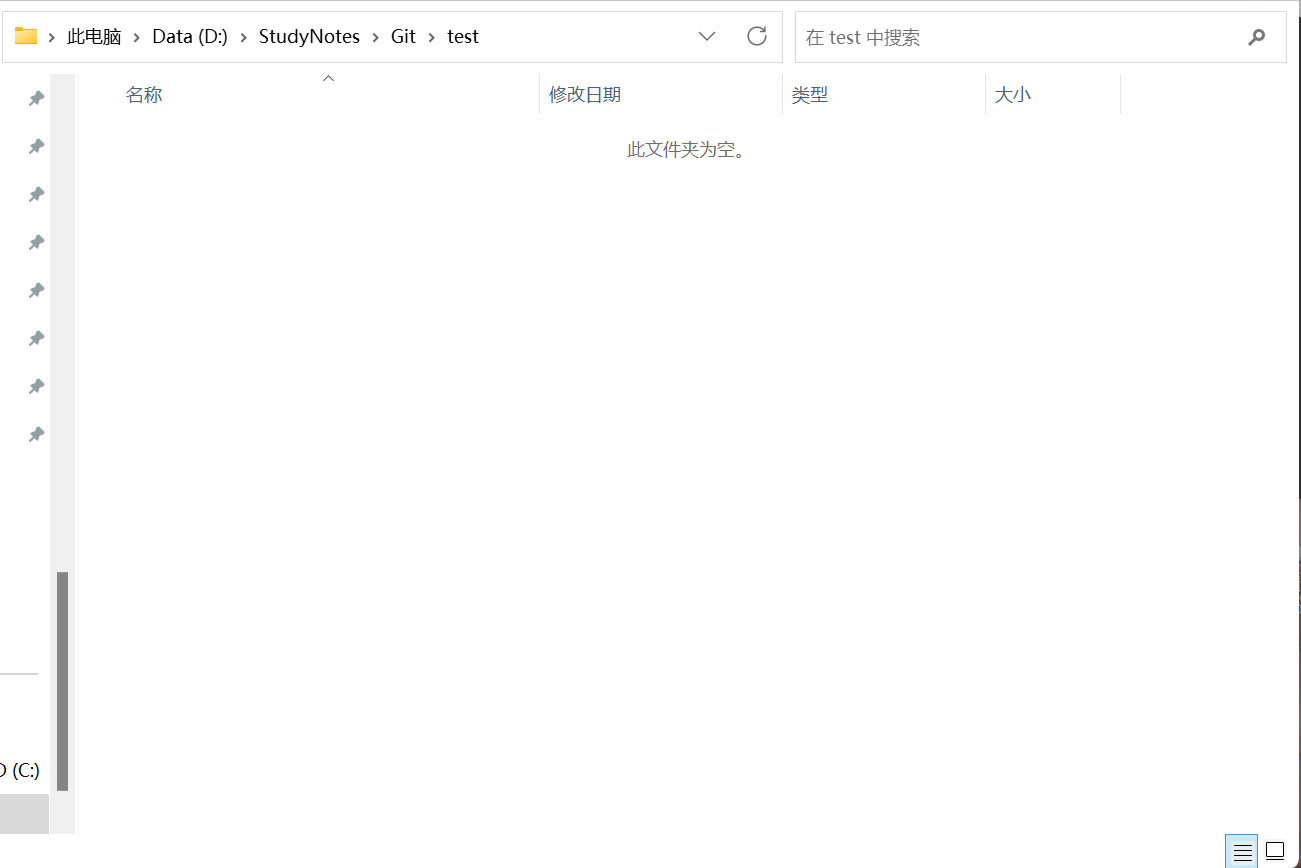 此电脑 > Data (D:) > StudyNotes > Git > test
在 test 中搜索
名称 修改日期 类型 大小
此文件夹为空。
(C:)